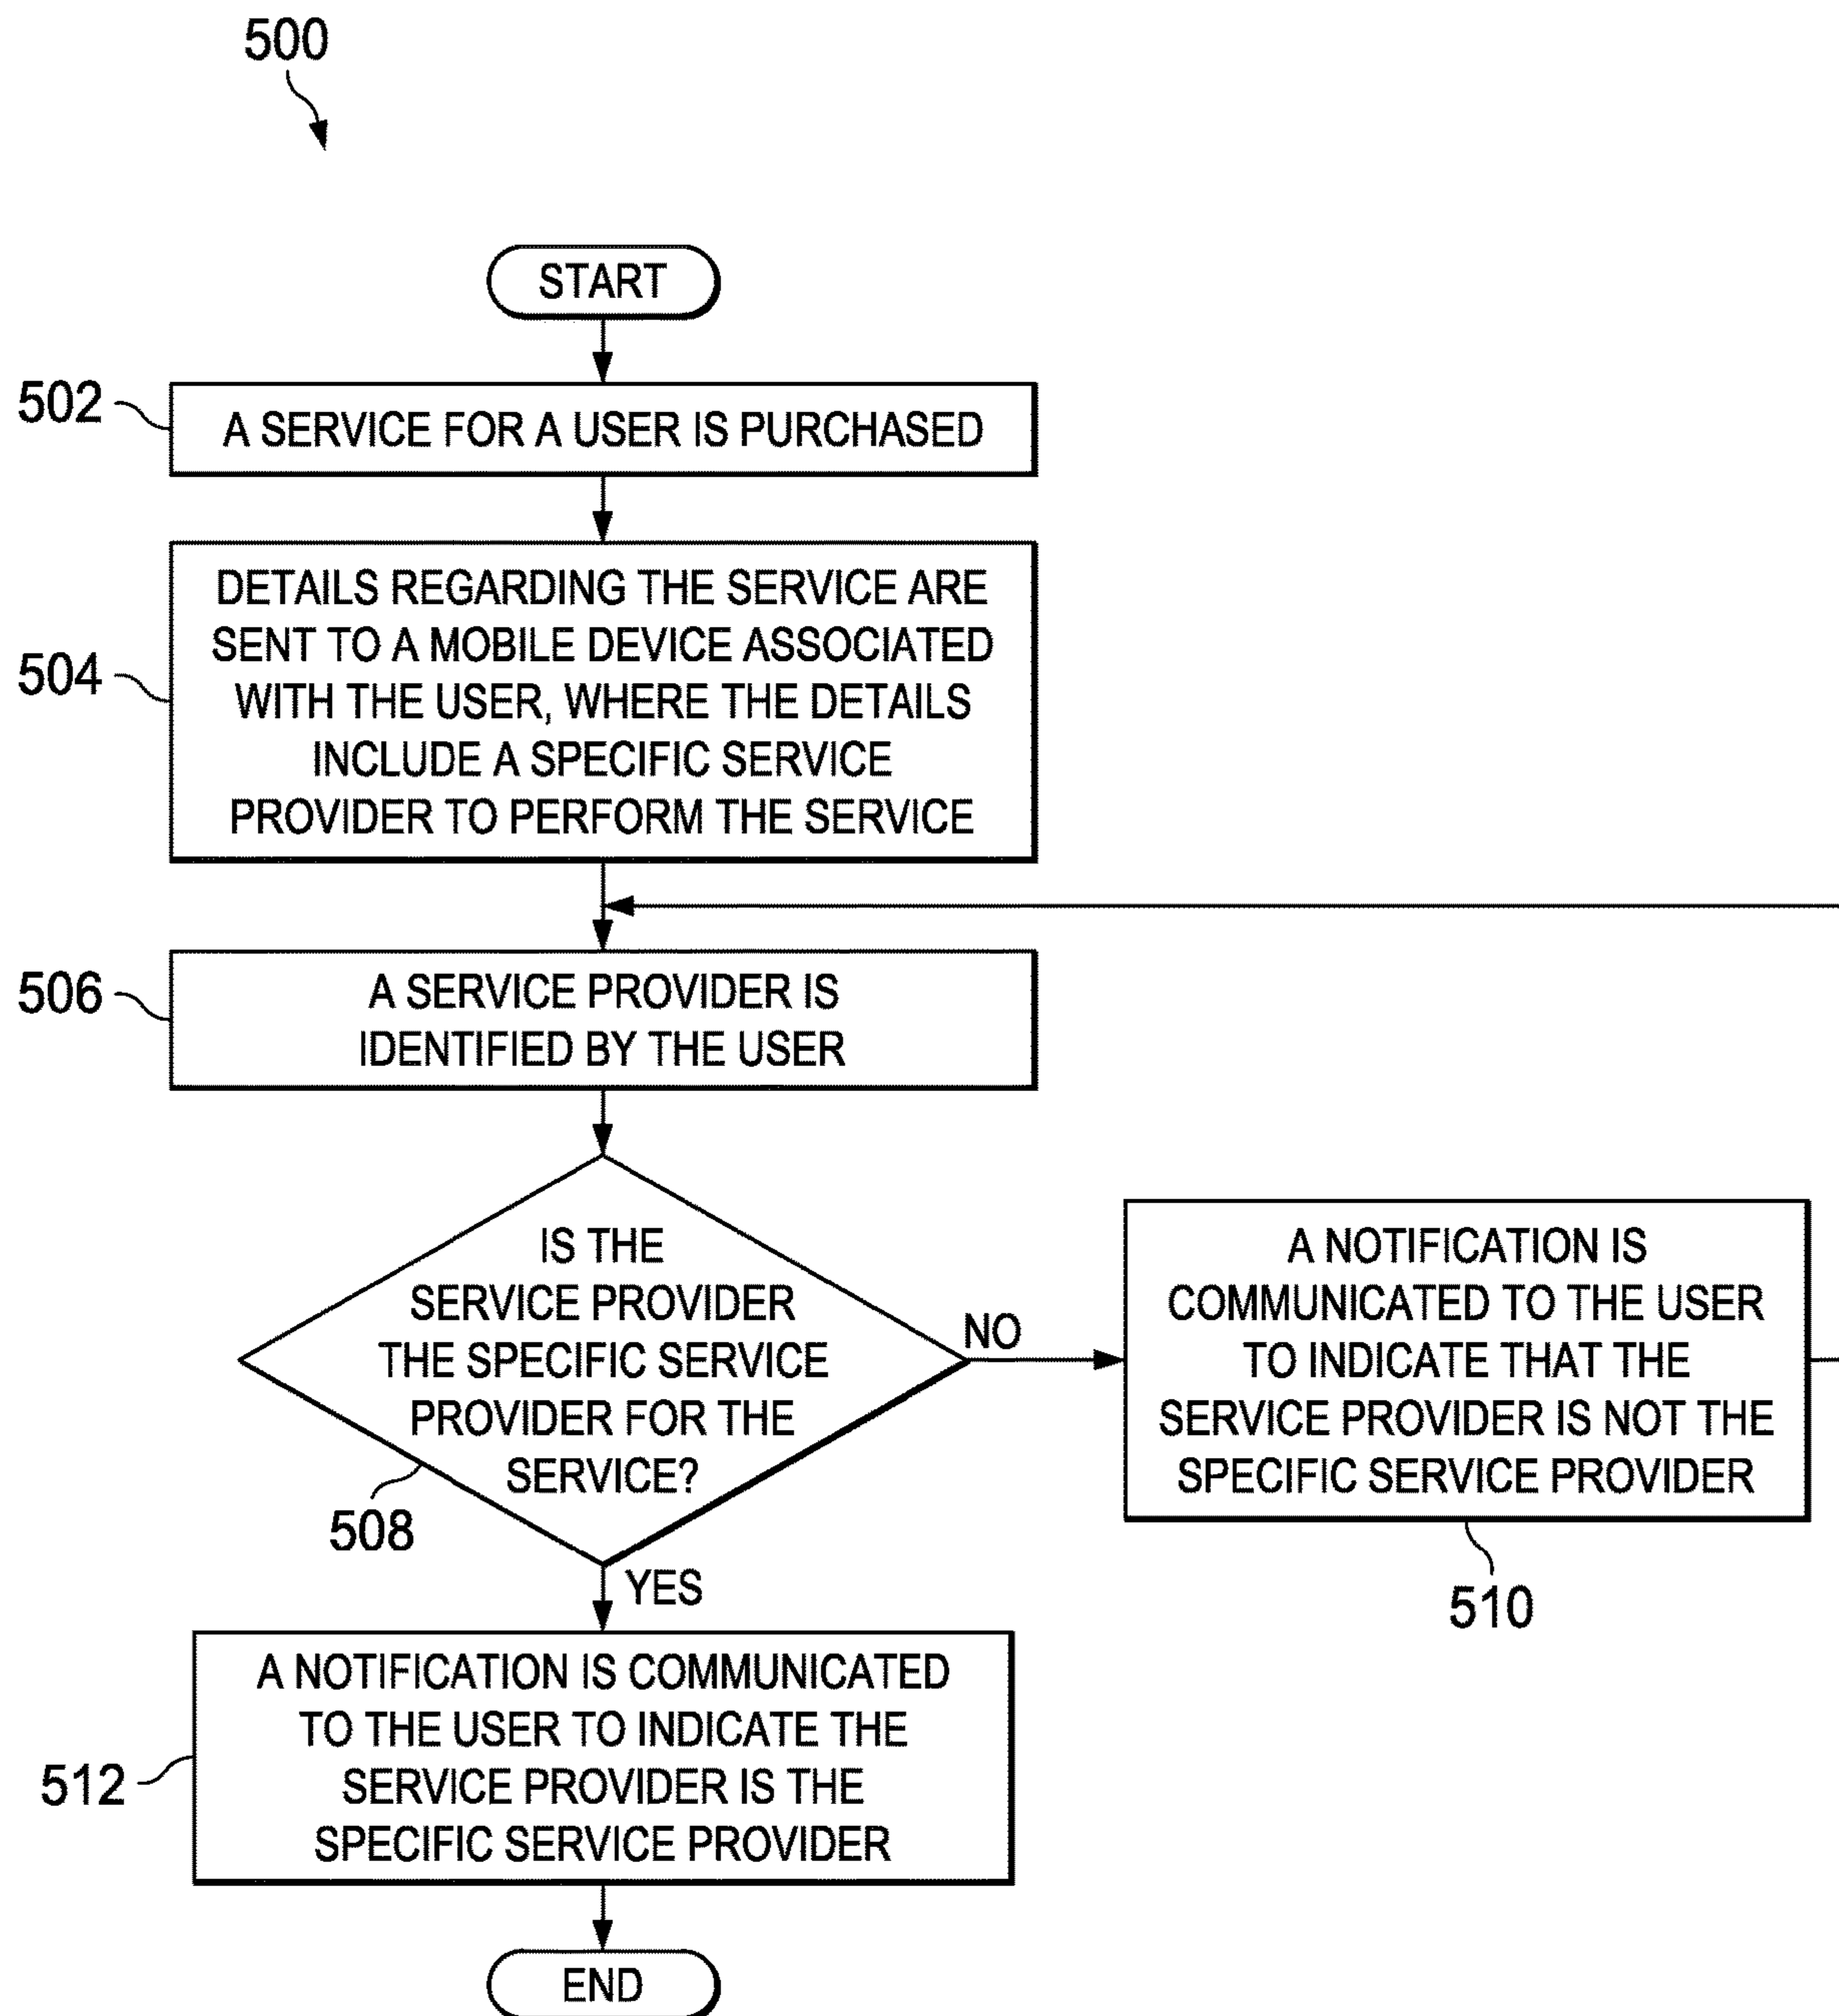 500
START
502
A SERVICE FOR A USER IS PURCHASED
504
DETAILS REGARDING THE SERVICE ARE
SENT TO A MOBILE DEVICE ASSOCIATED
WITH THE USER, WHERE THE DETAILS
INCLUDE A SPECIFIC SERVICE
PROVIDER TO PERFORM THE SERVICE
506
A SERVICE PROVIDER IS
IDENTIFIED BY THE USER
IS THE
SERVICE PROVIDER
THE SPECIFIC SERVICE
PROVIDER FOR THE
SERVICE?
508
NO
A NOTIFICATION IS
COMMUNICATED TO THE USER
TO INDICATE THAT THE
SERVICE PROVIDER IS NOT THE
SPECIFIC SERVICE PROVIDER
510
YES
512
A NOTIFICATION IS COMMUNICATED
TO THE USER TO INDICATE THE
SERVICE PROVIDER IS THE
SPECIFIC SERVICE PROVIDER
END